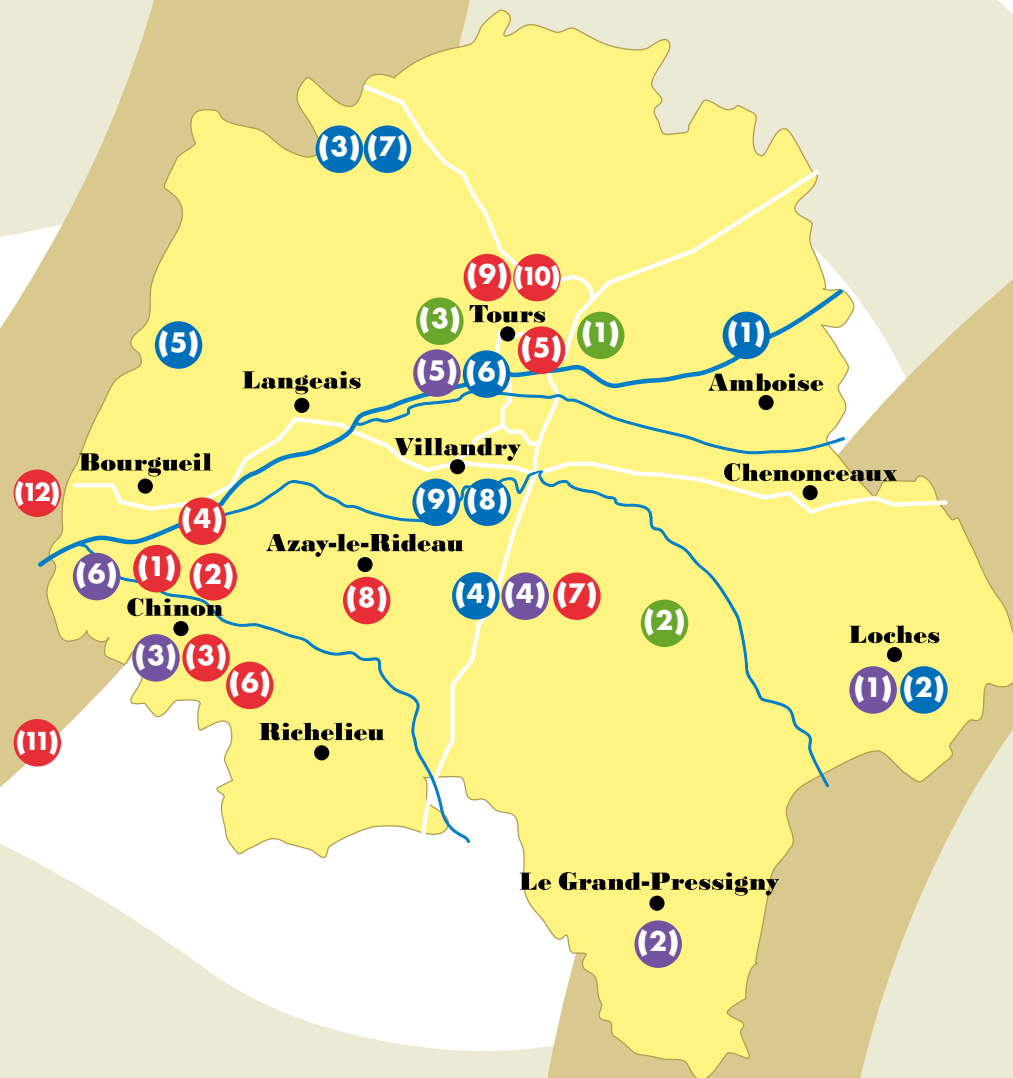 (3) (7)
(9) (10)
(3) Tours (1) (1)
(5)
(5)
(5) (6)
Langeais
Amboise
Villandry
Bourgueil
Chenonceaux
(12)
(9) (8)
(4)
Azay-le-Rideau
(6) (1) (2)
(8)
(4) (4) (7)
Chinon
(2)
Loches
(3) (3)
(6)
(1) (2)
Richelieu
(11)
Le Grand-Pressigny
(2)